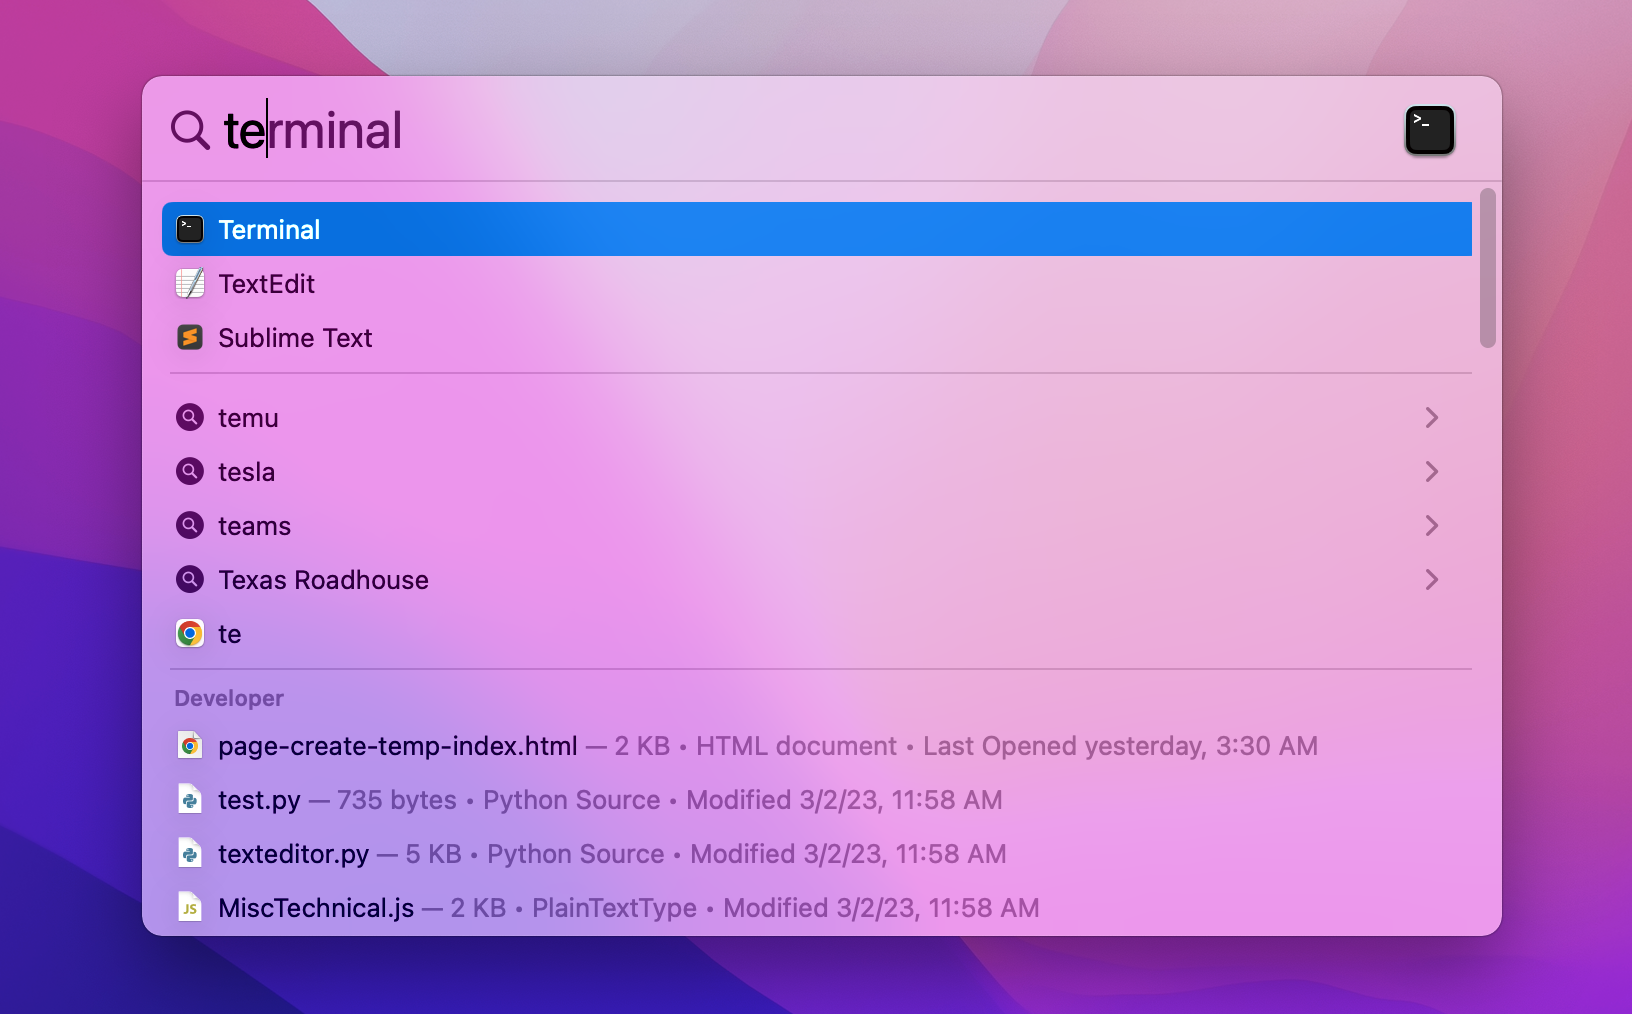 terminal
Terminal
TextEdit
Sublime Text
temu
tesla
teams
Texas Roadhouse
te
Developer
page-create-temp-index.html — 2 KB • HTML document • Last Opened yesterday, 3:30 AM
test.py — 735 bytes • Python Source • Modified 3/2/23, 11:58 AM
texteditor.py — 5 KB • Python Source • Modified 3/2/23, 11:58 AM
MiscTechnical.js — 2 KB • PlainTextType • Modified 3/2/23, 11:58 AM